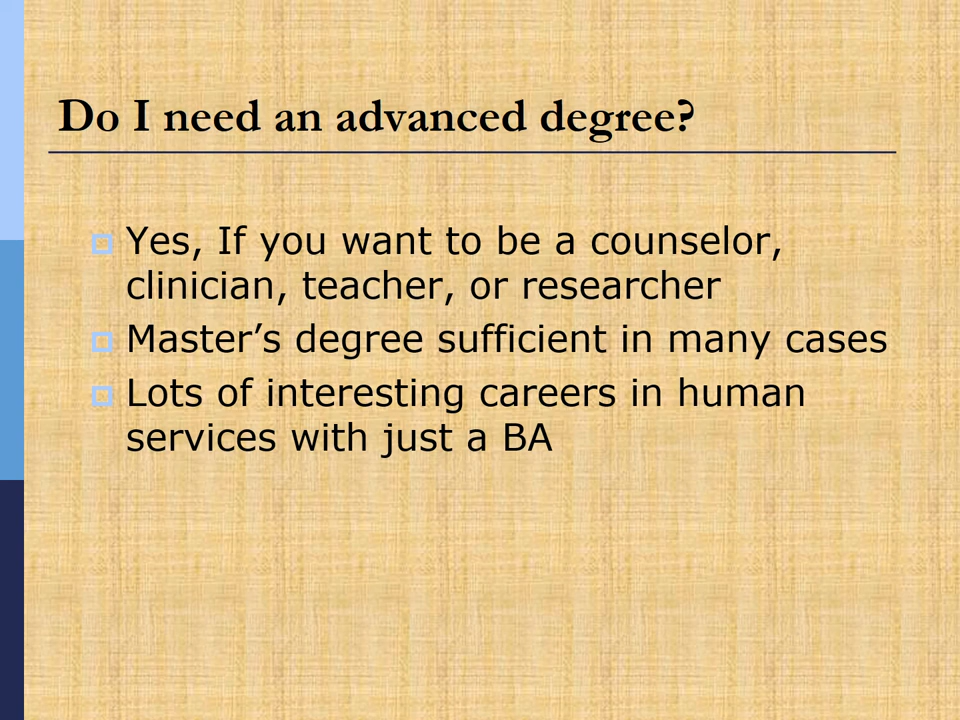 Do I need an advanced degree?
Yes, If you want to be a counselor,
clinician, teacher, or researcher
Master’s degree sufficient in many cases
Lots of interesting careers in human
services with just a BA